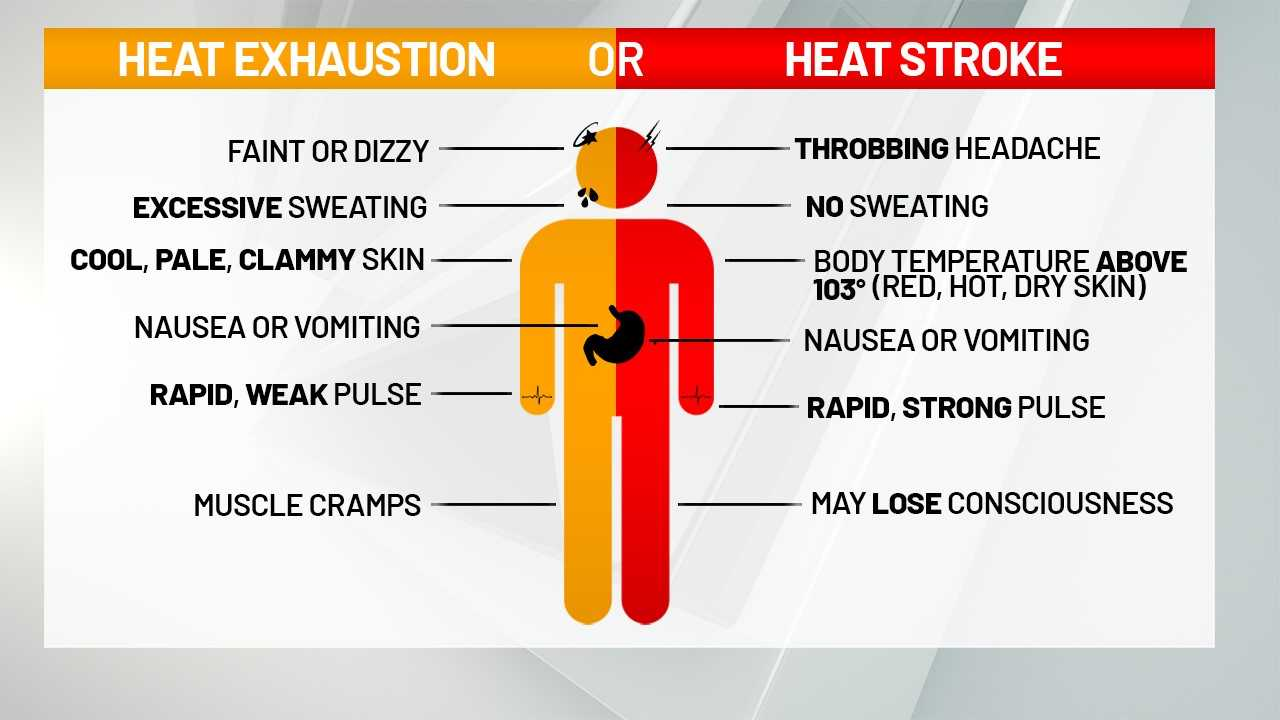 HEAT EXHAUSTION OR HEAT STROKE
FAINT OR DIZZY
EXCESSIVE SWEATING
COOL, PALE, CLAMMY SKIN
NAUSEA OR VOMITING
RAPID, WEAK PULSE
MUSCLE CRAMPS
THROBBING HEADACHE
NO SWEATING
BODY TEMPERATURE ABOVE
103° (RED, HOT, DRY SKIN)
NAUSEA OR VOMITING
RAPID, STRONG PULSE
MAY LOSE CONSCIOUSNESS